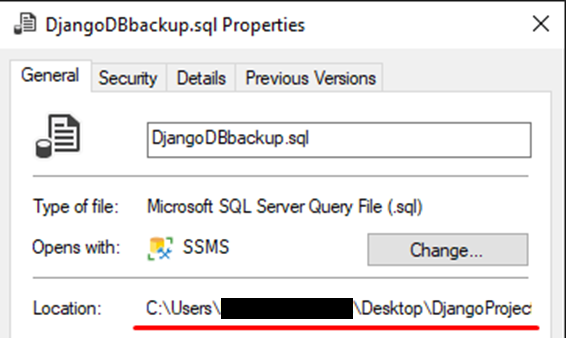 DjangoDBbackup.sql Properties
General Security Details Previous Versions
DjangoDBbackup.sql
Type of file: Microsoft SQL Server Query File (.sql)
Opens with: SSMS Change...
Location: C:\Users\ \Desktop\DjangoProjec